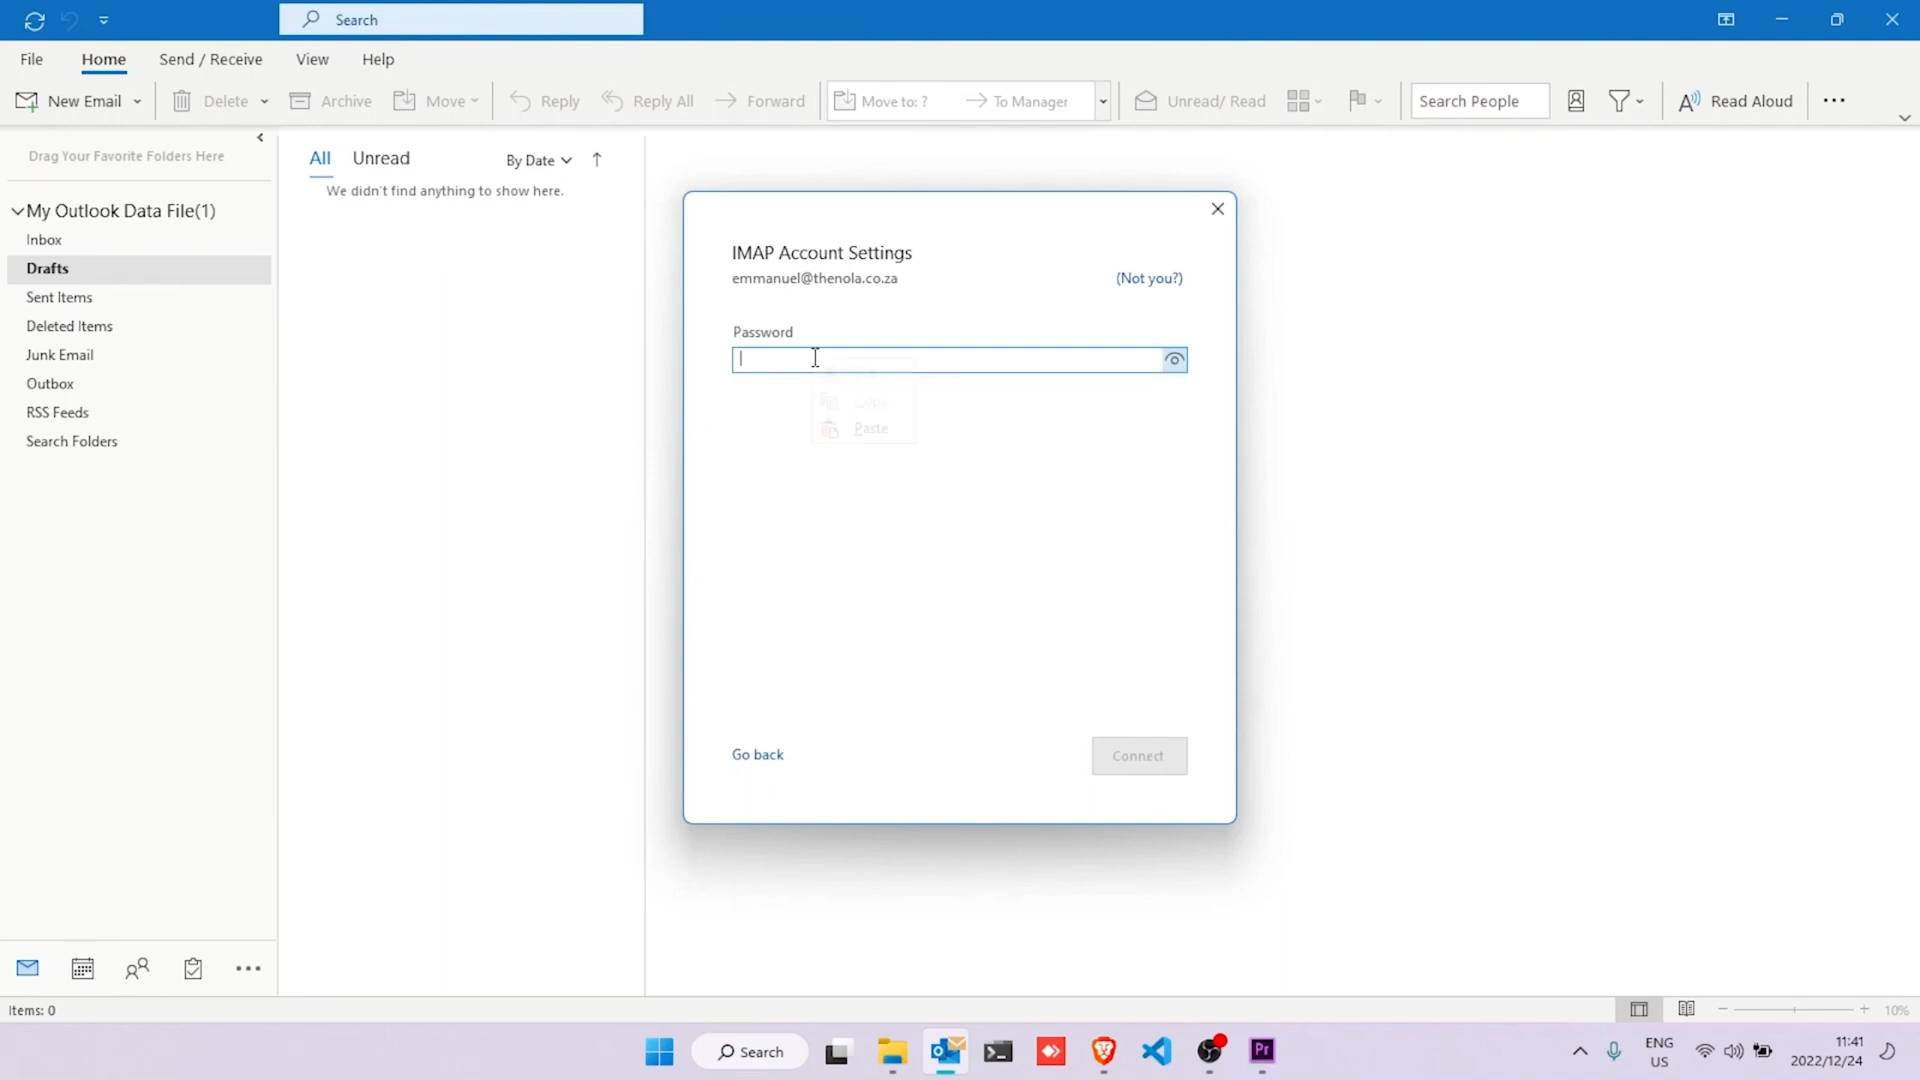 Search
File Home Send / Receive View Help
New Email Delete Archive Move Reply Reply All Forward Move to: ? To Manager Unread/ Read Search People Read Aloud
Drag Your Favorite Folders Here
All Unread By Date
We didn't find anything to show here.
My Outlook Data File(1)
Inbox
Drafts
Sent Items
Deleted Items
Junk Email
Outbox
RSS Feeds
Search Folders
IMAP Account Settings
emmanuel@thenola.co.za (Not you?)
Password
Copy
Paste
Go back Connect
Items: 0 10%
Search Pr ENG
US
11:41
2022/12/24